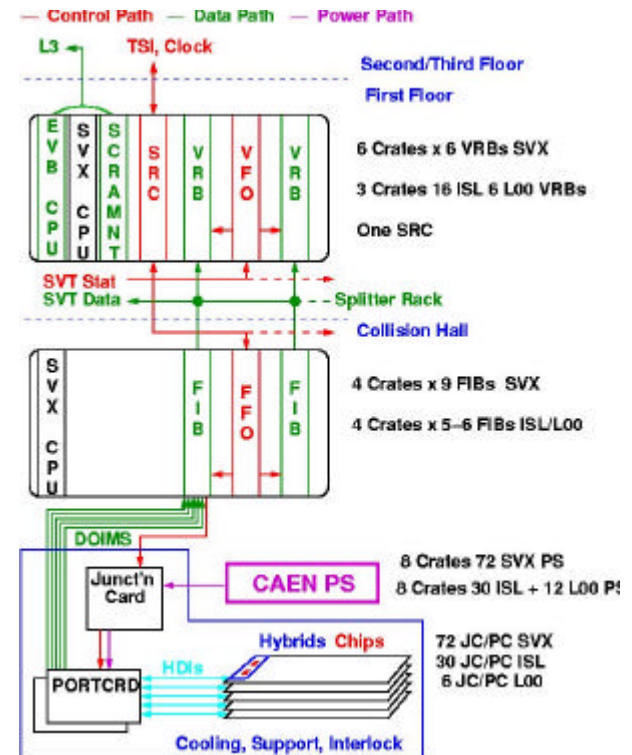 — Control Path — Data Path — Power Path
L3
TSI, Clock
Second/Third Floor
First Floor
EVB CPU
SVX CPU
SCRAMNT
SRC
VRB
VFO
VRB
6 Crates x 6 VRBs SVX
3 Crates 16 ISL 6 L00 VRBs
One SRC
SVT Stat
SVT Data
Splitter Rack
Collision Hall
SVX CPU
FIB
FFO
FIB
4 Crates x 9 FIBs SVX
4 Crates x 5–6 FIBs ISL/L00
DOIMS
Junct'n
Card
CAEN PS
8 Crates 72 SVX PS
8 Crates 30 ISL + 12 L00 PS
Hybrids Chips
HDIs
PORTCRD
72 JC/PC SVX
30 JC/PC ISL
6 JC/PC L00
Cooling, Support, Interlock